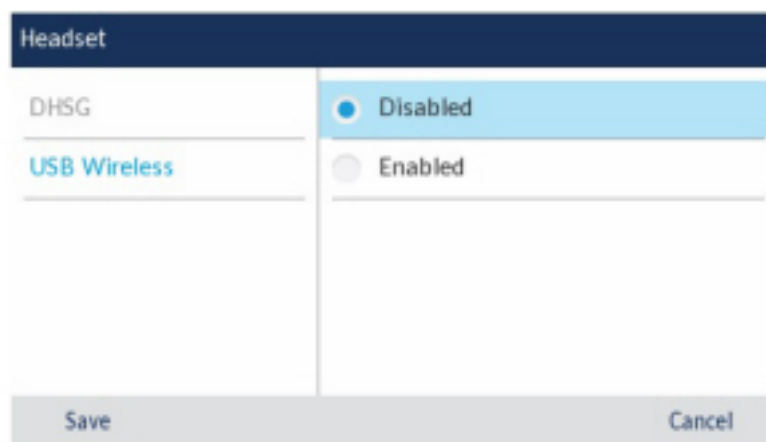 Headset
DHSG
Disabled
USB Wireless
Enabled
Save
Cancel